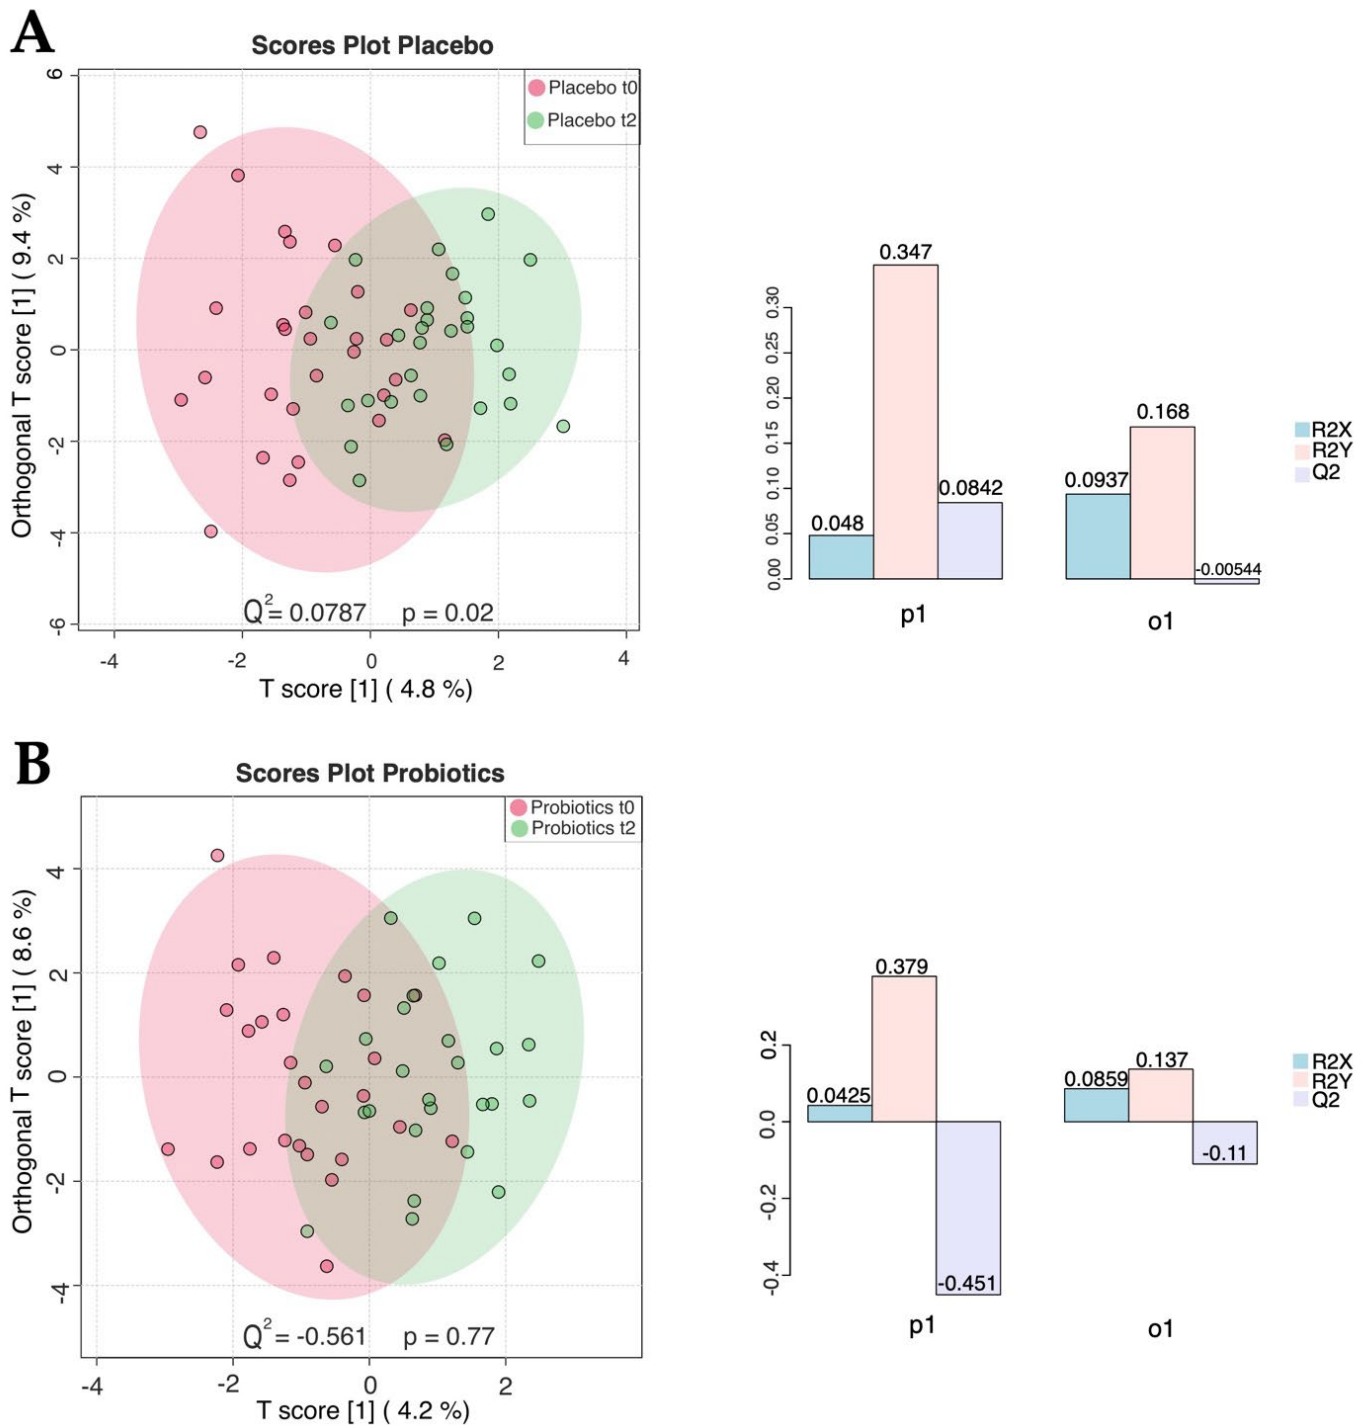 A
Scores Plot Placebo
Placebo t0
Placebo t2
6
4
2
0
2
-4
-6
Orthogonal T score [1] ( 9.4 %)
Q2= 0.0787 p = 0.02
-4 -2 0 2 4
T score [1] ( 4.8 %)
0.00 0.05 0.10 0.15 0.20 0.25 0.30
0.048
0.347
0.0842
0.0937
0.168
-0.00544
p1
o1
R2X
R2Y
Q2
B
Scores Plot Probiotics
Probiotics t0
Probiotics t2
4
2
0
2
-4
Orthogonal T score [1] ( 8.6 %)
Q2= -0.561 p = 0.77
-4 -2 0 2
T score [1] ( 4.2 %)
-0.4 -0.2 0.0 0.2
0.0425
0.379
-0.451
0.0859
0.137
-0.11
p1
o1
R2X
R2Y
Q2